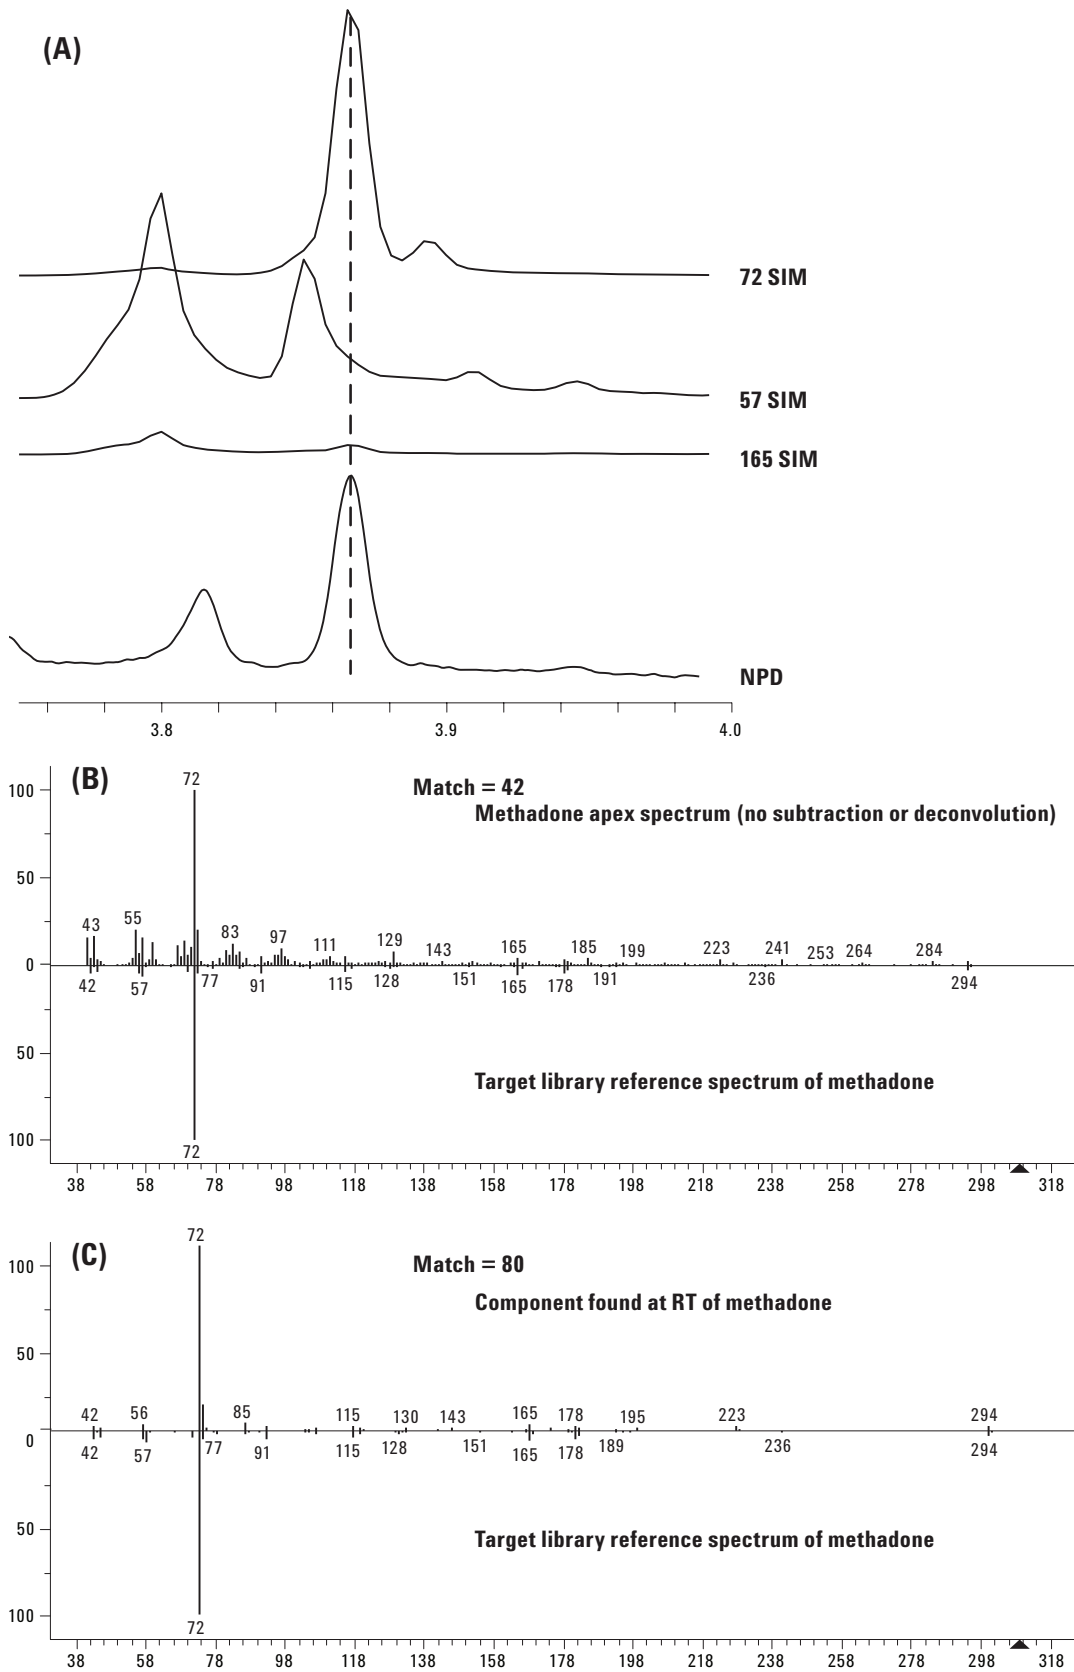 (A)
72 SIM
57 SIM
165 SIM
NPD
3.8 3.9 4.0
(B)
Match = 42
Methadone apex spectrum (no subtraction or deconvolution)
72
100
50
43 55 83 97 111 129 143 165 185 199 223 241 253 264 284
0
42 57 77 91 115 128 151 165 178 191 236 294
50
Target library reference spectrum of methadone
100
72
38 58 78 98 118 138 158 178 198 218 238 258 278 298 318
(C)
72
Match = 80
Component found at RT of methadone
100
50
42 56 85 115 130 143 165 178 195 223 294
0
42 57 77 91 115 128 151 165 178 189 236 294
50
Target library reference spectrum of methadone
100
72
38 58 78 98 118 138 158 178 198 218 238 258 278 298 318